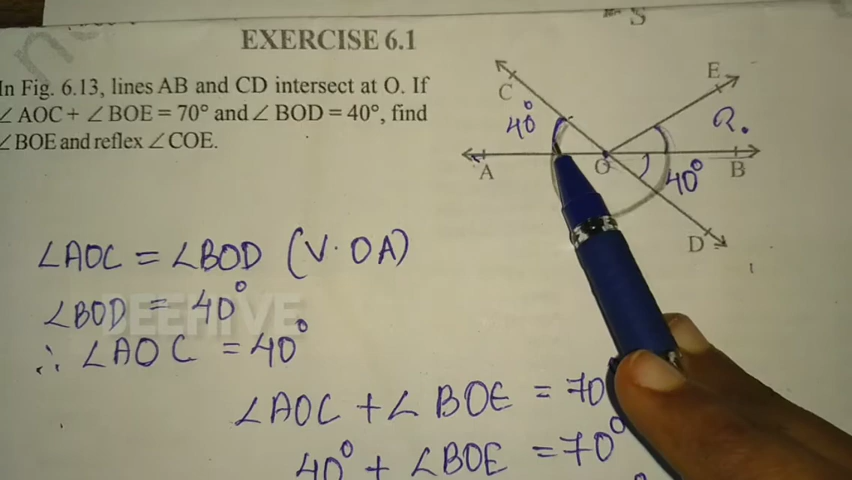 S
EXERCISE 6.1
In Fig. 6.13, lines AB and CD intersect at O. If
∠ AOC + ∠ BOE = 70° and ∠ BOD = 40°, find
∠ BOE and reflex ∠ COE.
C
E
40°
?.
A
O
40°
B
D
∠AOC = ∠BOD (V.OA)
∠BOD = 40°
BEEHIVE
∴ ∠AOC = 40°
∠AOC + ∠BOE = 70
40° + ∠BOE = 70°